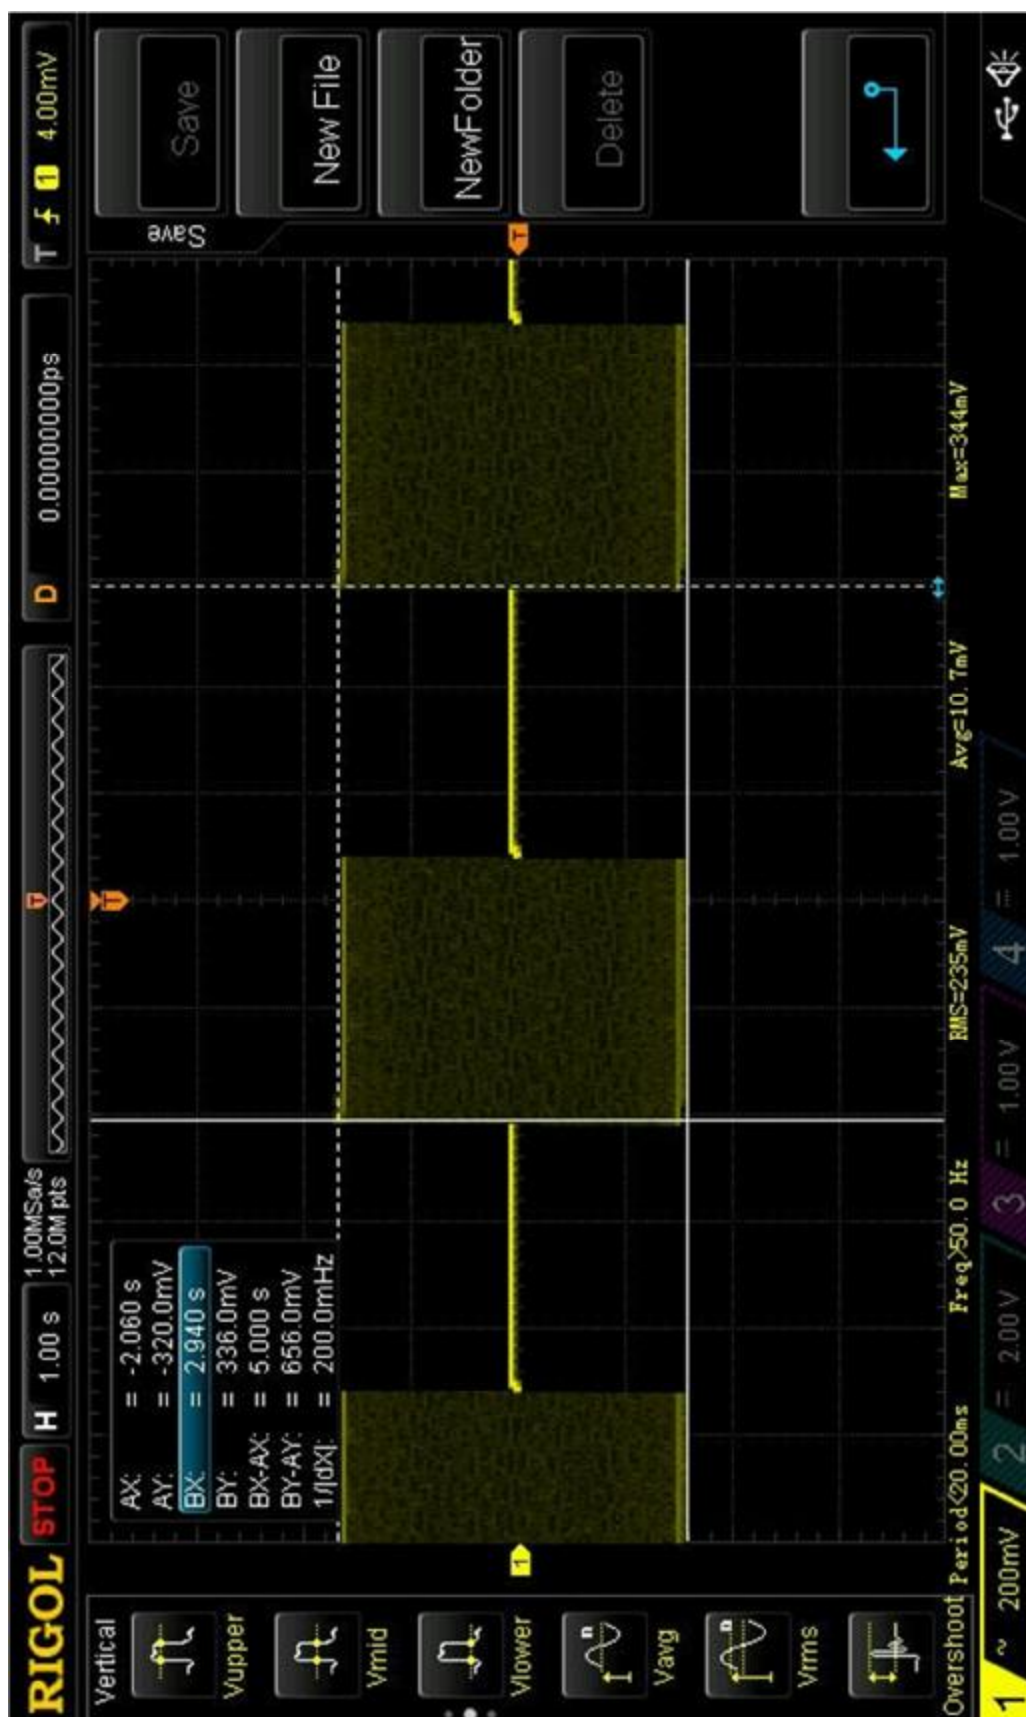 RIGOL STOP H 1.00 s 1.00MSa/s T D 0.00000000ps T 1 4.00mV
12.0M pts
Vertical
Vupper
Vmid
Vlower
Vavg
n
Vrms
n
T
AX: = -2.060 s
AY: = -320.0mV
BX: = 2.940 s
BY: = 336.0mV
BX-AX: = 5.000 s
BY-AY: = 656.0mV
1/|dX|: = 200.0mHz
1
T
Save
Save
New File
NewFolder
Delete
Overshoot Period<20.00ms Freq>50.0 Hz RMS=235mV Avg=10.7mV Max=344mV
1 ~ 200mV 2 = 2.00 V 3 = 1.00 V 4 = 1.00 V